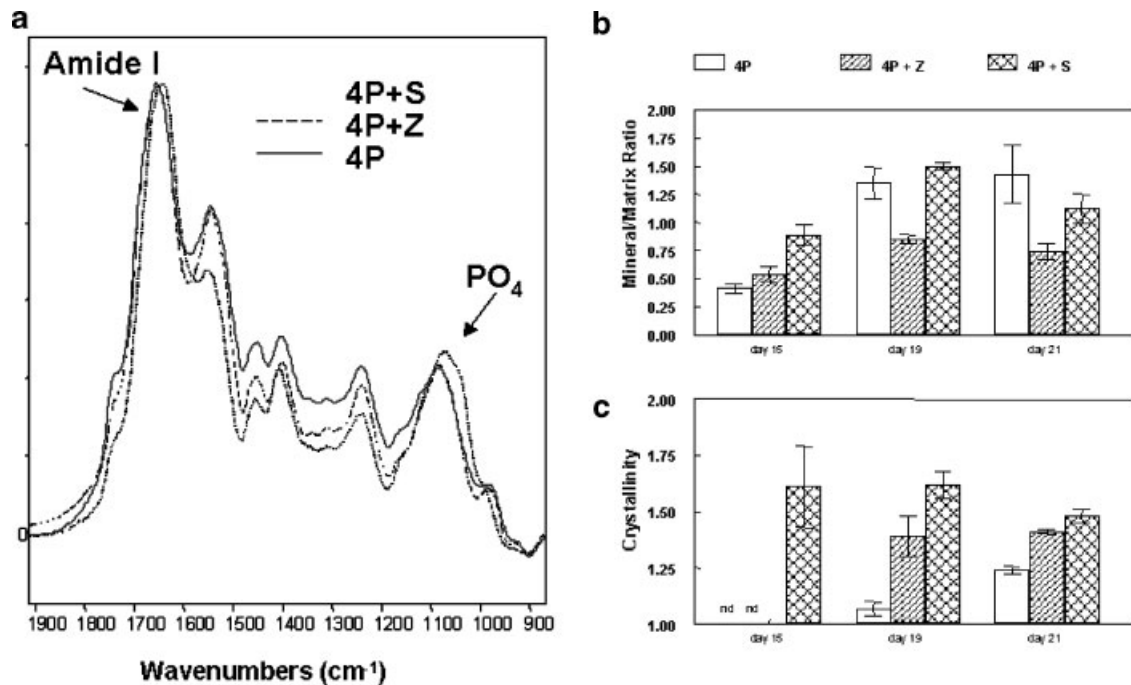 a
Amide I
4P+S
4P+Z
4P
PO4
0
1900 1800 1700 1600 1500 1400 1300 1200 1100 1000 900
Wavenumbers (cm-1)
b
4P 4P + Z 4P + S
Mineral/Matrix Ratio
2.00
1.75
1.50
1.25
1.00
0.75
0.50
0.25
0.00
day 15 day 19 day 21
c
Crystallinity
2.00
1.75
1.50
1.25
1.00
nd nd
day 15 day 19 day 21